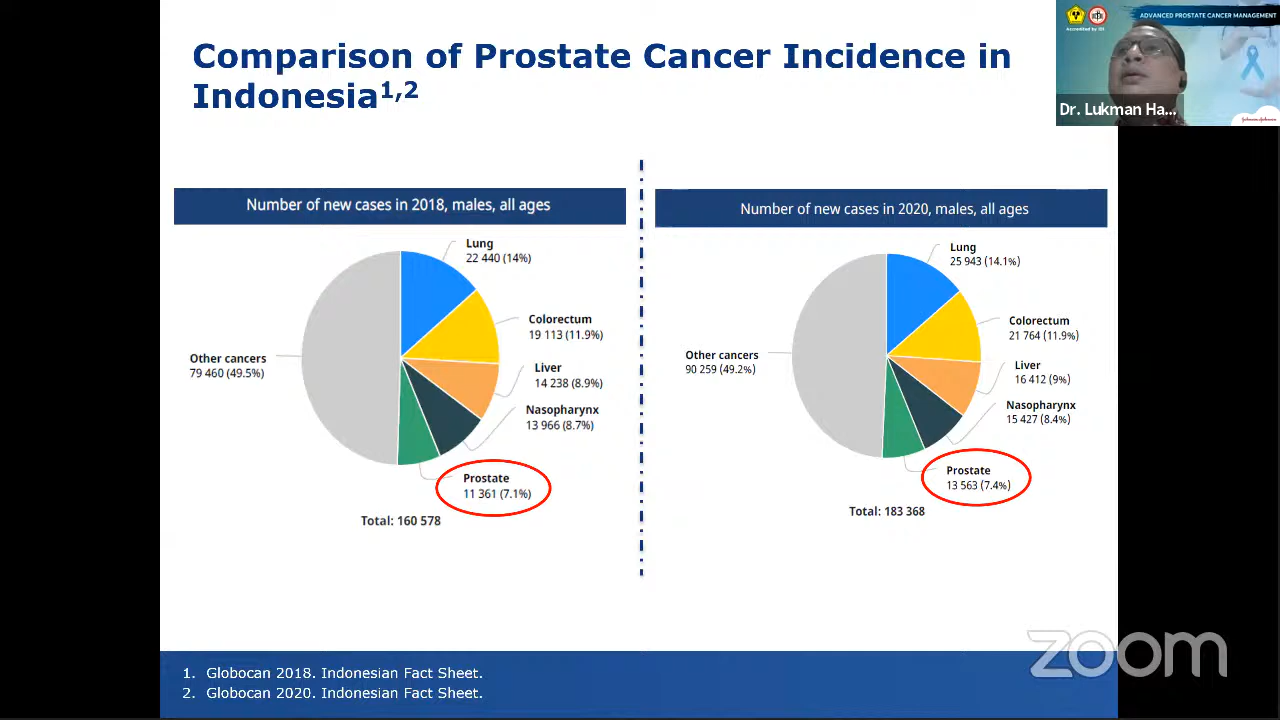 Comparison of Prostate Cancer Incidence in
Indonesia1,2
ADVANCED PROSTATE CANCER MANAGEMENT
Accredited by IDI
Dr. Lukman Ha...
Johnson&Johnson
Number of new cases in 2018, males, all ages
Lung
22 440 (14%)
Colorectum
19 113 (11.9%)
Liver
14 238 (8.9%)
Nasopharynx
13 966 (8.7%)
Prostate
11 361 (7.1%)
Other cancers
79 460 (49.5%)
Total: 160 578
Number of new cases in 2020, males, all ages
Lung
25 943 (14.1%)
Colorectum
21 764 (11.9%)
Liver
16 412 (9%)
Nasopharynx
15 427 (8.4%)
Prostate
13 563 (7.4%)
Other cancers
90 259 (49.2%)
Total: 183 368
1. Globocan 2018. Indonesian Fact Sheet.
2. Globocan 2020. Indonesian Fact Sheet.
zoom